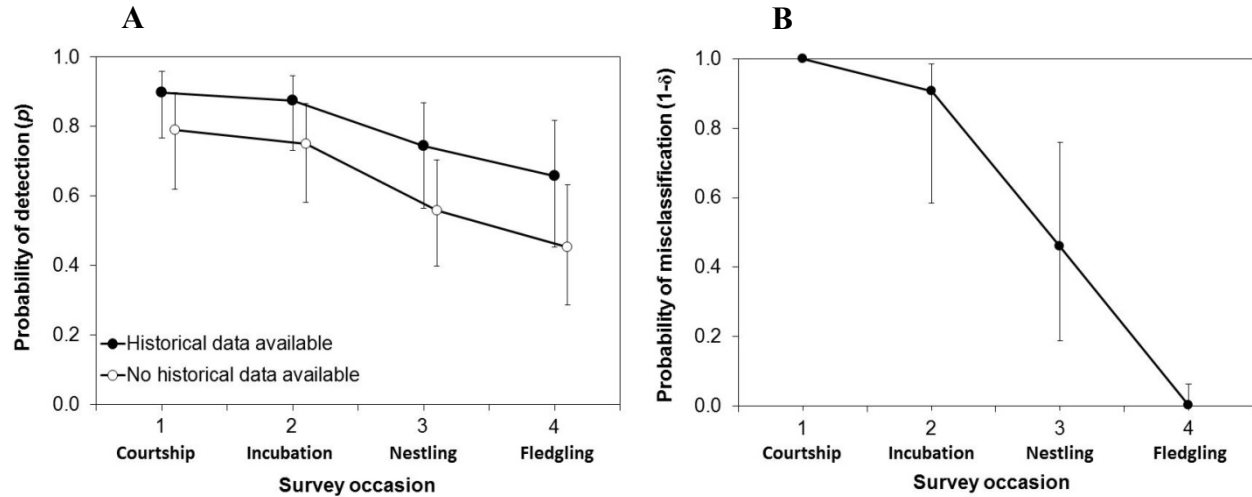 A
Probability of detection (p)
1.0
0.8
0.6
0.4
0.2
0.0
Historical data available
No historical data available
1 2 3 4
Courtship Incubation Nestling Fledgling
Survey occasion
B
Probability of misclassification (1-δ)
1.0
0.8
0.6
0.4
0.2
0.0
1 2 3 4
Courtship Incubation Nestling Fledgling
Survey occasion